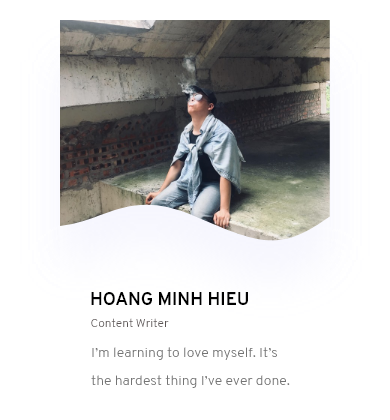 HOANG MINH HIEU
Content Writer
I'm learning to love myself. It's
the hardest thing I've ever done.